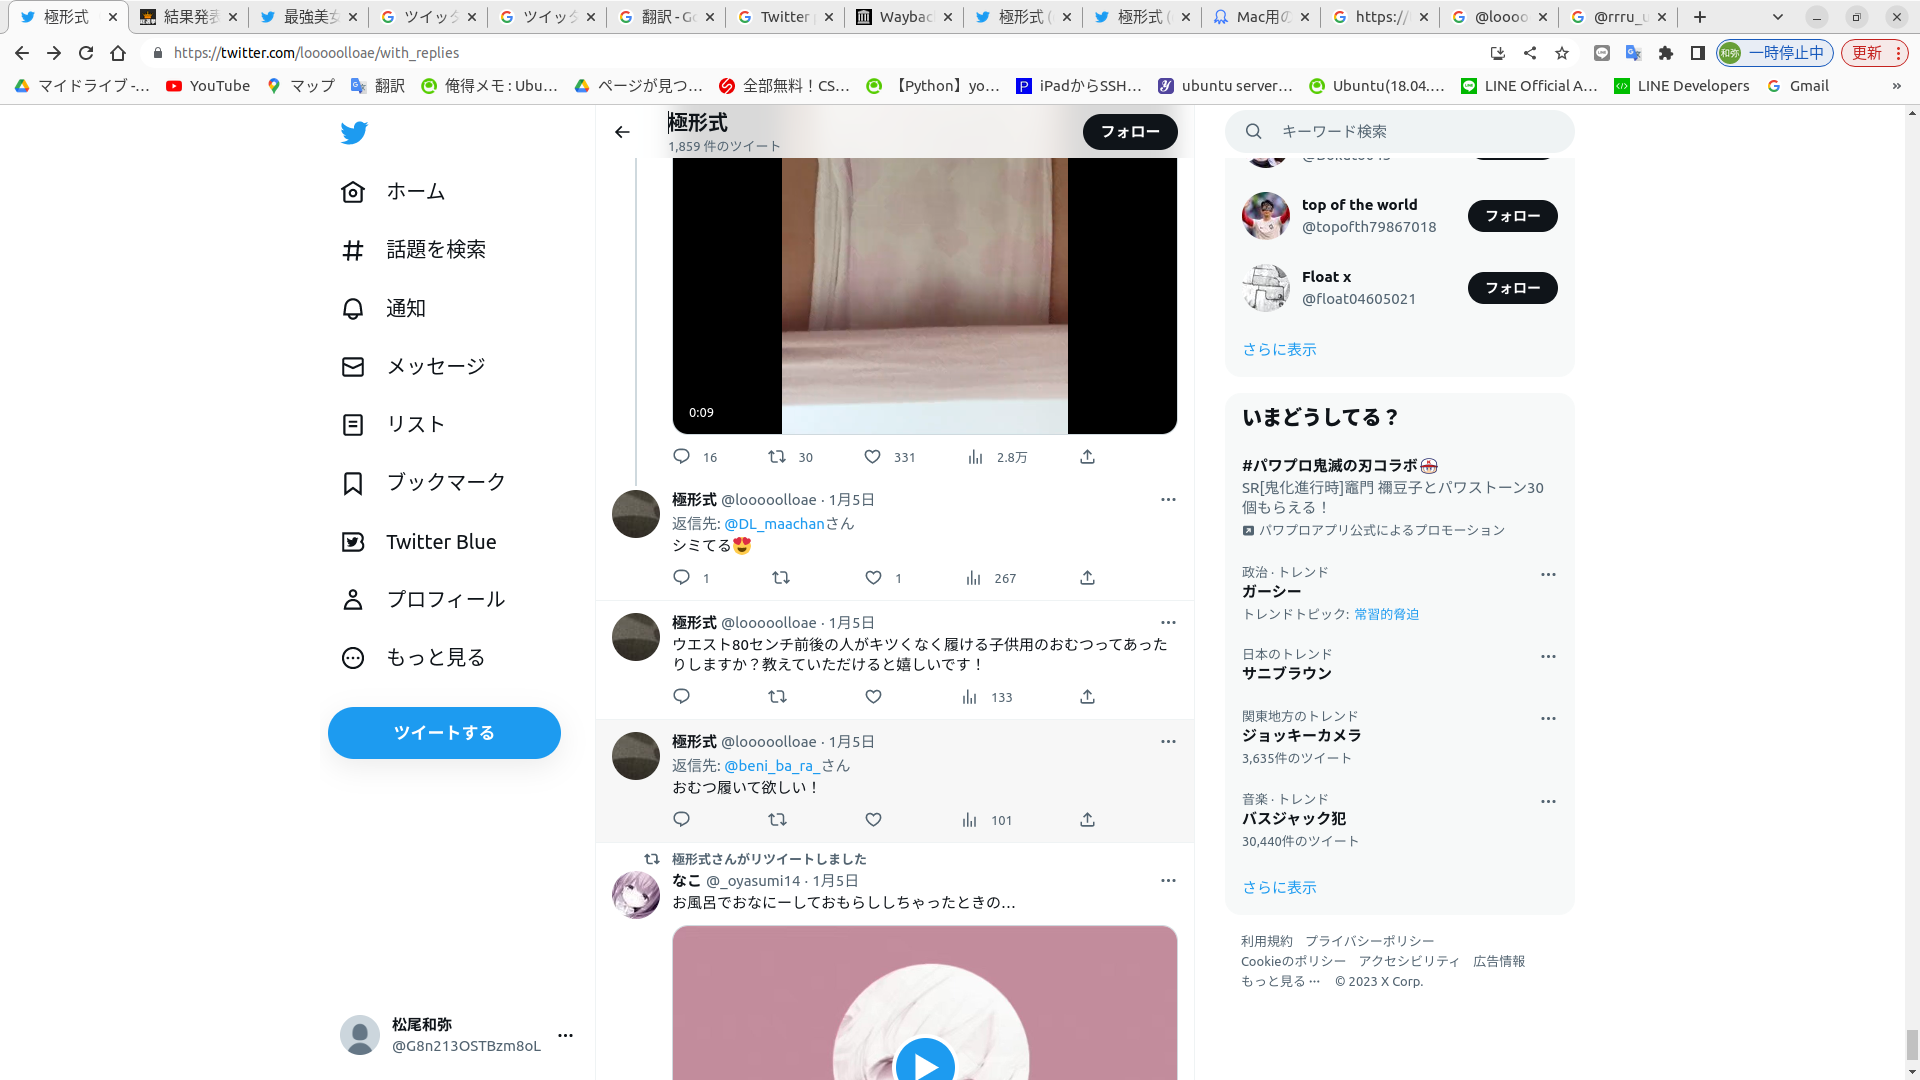 極形式
結果発表
最強美女
ツイッタ
ツイッタ
翻訳 - Go
Twitter p
Wayback
極形式 (
極形式 (
Mac用の
https://
@loooo
@rrru_u
https://twitter.com/looooolloae/with_replies
和弥
一時停止中
更新
マイドライブ -...
YouTube
マップ
翻訳
俺得メモ : Ubu...
ページが見つ...
全部無料！CS...
【Python】yo...
iPadからSSH...
ubuntu server...
Ubuntu(18.04....
LINE Official A...
LINE Developers
Gmail
»
ホーム
話題を検索
通知
メッセージ
リスト
ブックマーク
Twitter Blue
プロフィール
もっと見る
ツイートする
松尾和弥
@G8n213OSTBzm8oL
極形式
1,859 件のツイート
フォロー
0:09
16
30
331
2.8万
極形式 @looooolloae · 1月5日
返信先: @DL_maachanさん
シミてる😍
1
1
267
極形式 @looooolloae · 1月5日
ウエスト80センチ前後の人がキツくなく履ける子供用のおむつってあった
りしますか？教えていただけると嬉しいです！
133
極形式 @looooolloae · 1月5日
返信先: @beni_ba_ra_さん
おむつ履いて欲しい！
101
極形式さんがリツイートしました
なこ @_oyasumi14 · 1月5日
お風呂でおなにーしておもらししちゃったときの…
キーワード検索
top of the world
@topofth79867018
フォロー
Float x
@float04605021
フォロー
さらに表示
いまどうしてる？
#パワプロ鬼滅の刃コラボ
SR[鬼化進行時]竈門 禰豆子とパワストーン30
個もらえる！
パワプロアプリ公式によるプロモーション
政治 · トレンド
ガーシー
トレンドトピック: 常習的脅迫
日本のトレンド
サニブラウン
関東地方のトレンド
ジョッキーカメラ
3,635件のツイート
音楽 · トレンド
バスジャック犯
30,440件のツイート
さらに表示
利用規約 プライバシーポリシー
Cookieのポリシー アクセシビリティ 広告情報
もっと見る ··· © 2023 X Corp.